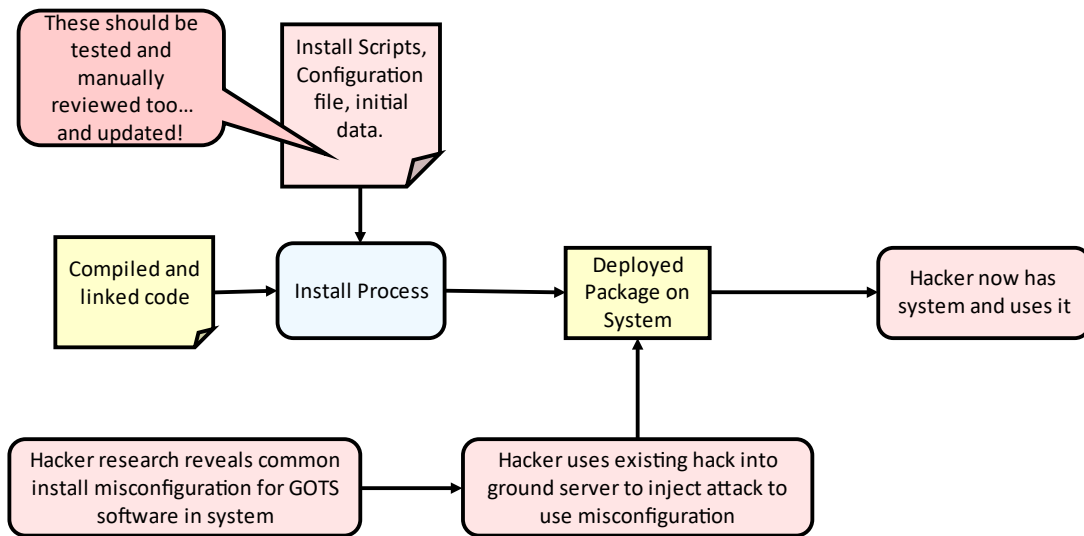 These should be
tested and
manually
reviewed too…
and updated!
Install Scripts,
Configuration
file, initial
data.
Compiled and
linked code
Install Process
Deployed
Package on
System
Hacker now has
system and uses it
Hacker research reveals common
install misconfiguration for GOTS
software in system
Hacker uses existing hack into
ground server to inject attack to
use misconfiguration